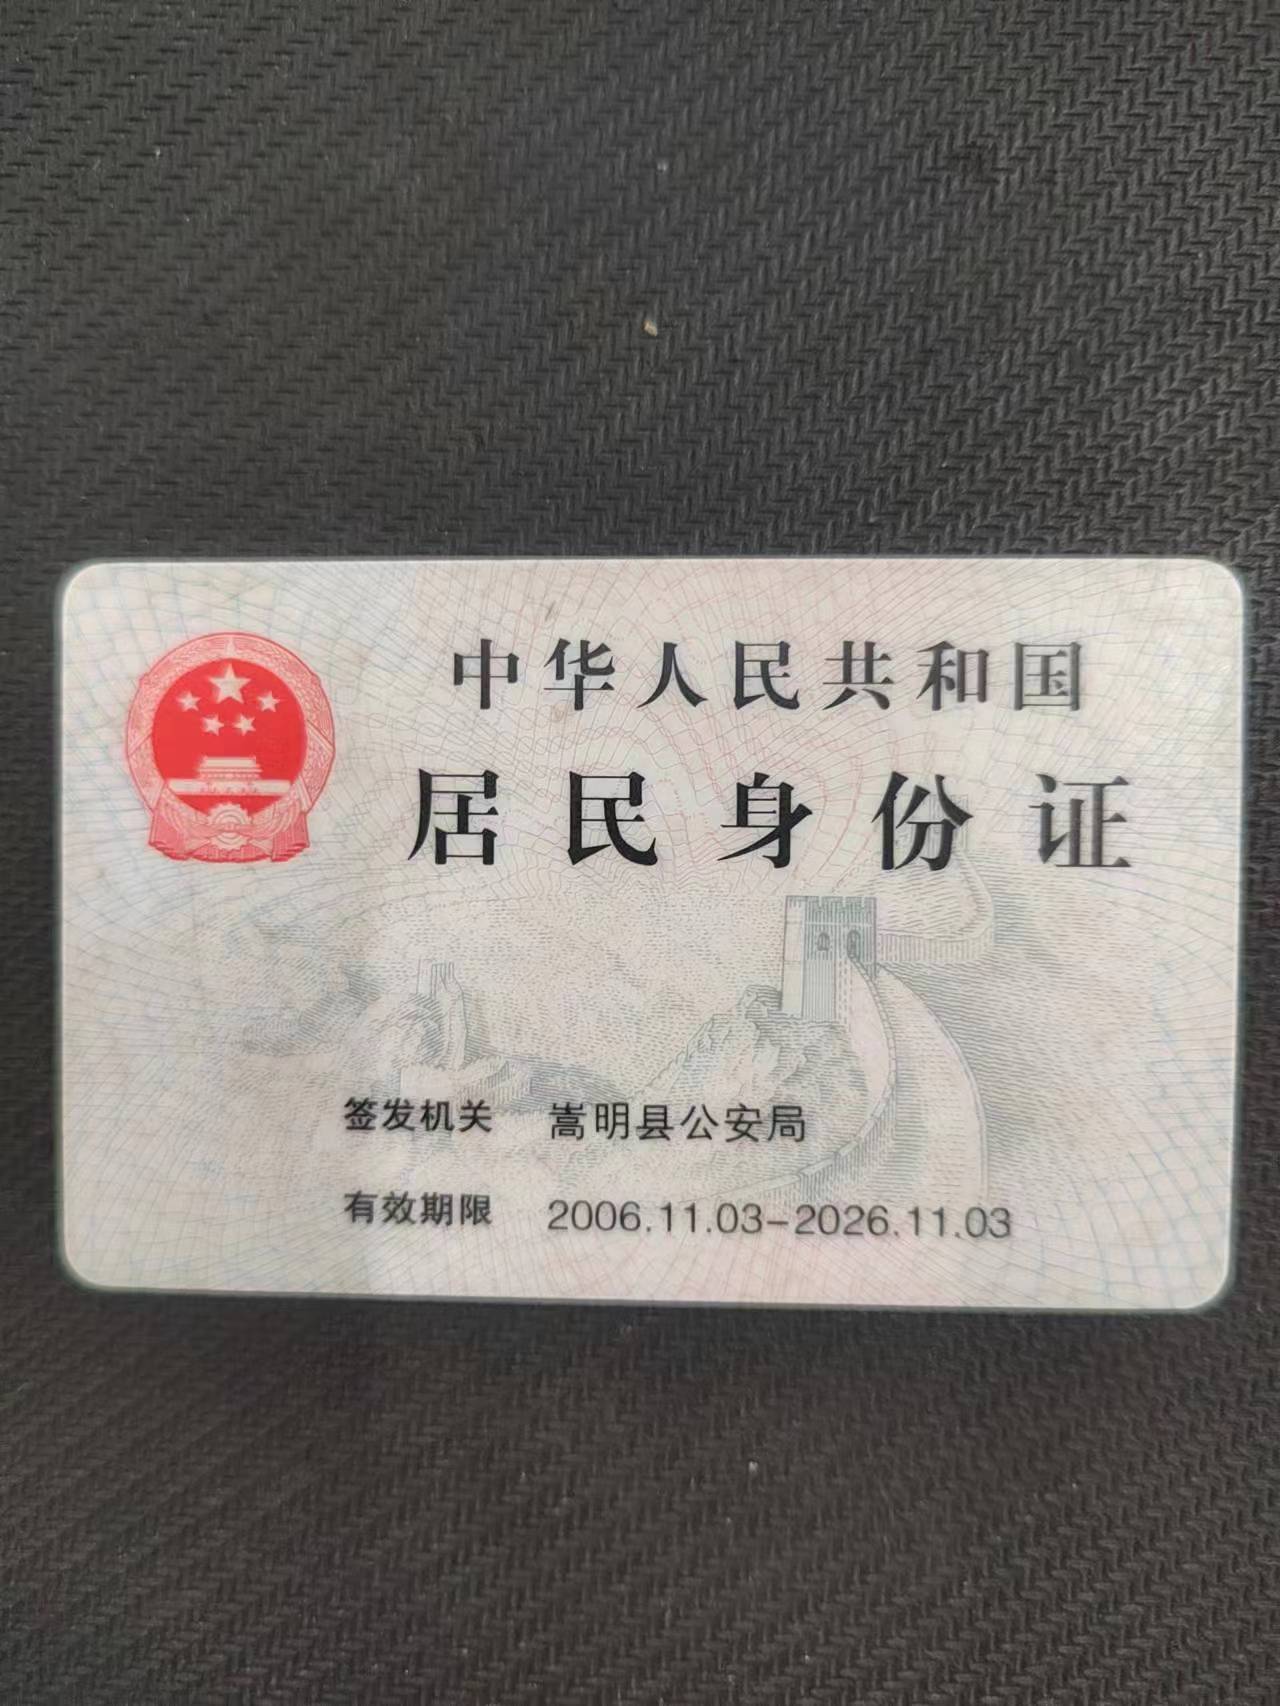 中华人民共和国
居民身份证
签发机关 嵩明县公安局
有效期限 2006.11.03-2026.11.03